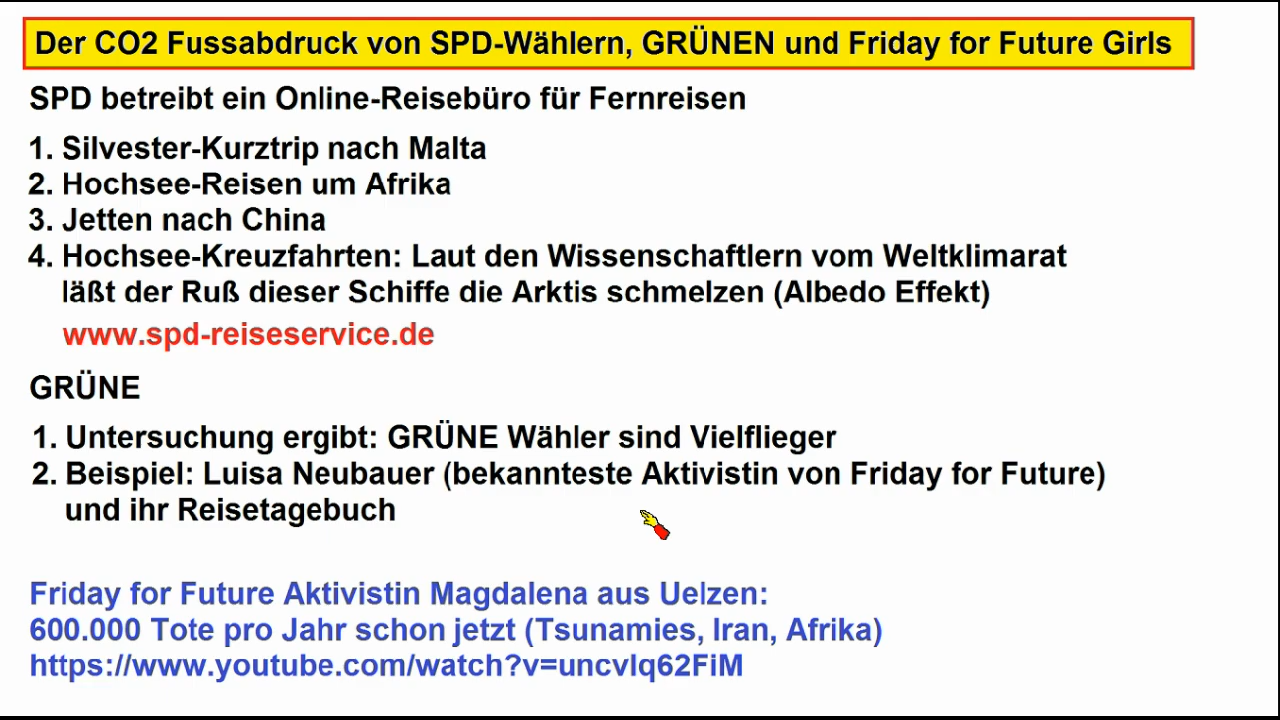 Der CO2 Fussabdruck von SPD-Wählern, GRÜNEN und Friday for Future Girls
SPD betreibt ein Online-Reisebüro für Fernreisen
1. Silvester-Kurztrip nach Malta
2. Hochsee-Reisen um Afrika
3. Jetten nach China
4. Hochsee-Kreuzfahrten: Laut den Wissenschaftlern vom Weltklimarat
läßt der Ruß dieser Schiffe die Arktis schmelzen (Albedo Effekt)
www.spd-reiseservice.de
GRÜNE
1. Untersuchung ergibt: GRÜNE Wähler sind Vielflieger
2. Beispiel: Luisa Neubauer (bekannteste Aktivistin von Friday for Future)
und ihr Reisetagebuch
Friday for Future Aktivistin Magdalena aus Uelzen:
600.000 Tote pro Jahr schon jetzt (Tsunamies, Iran, Afrika)
https://www.youtube.com/watch?v=uncvIq62FiM